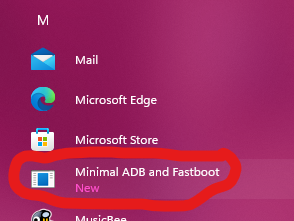 M
Mail
Microsoft Edge
Microsoft Store
Minimal ADB and Fastboot
New
MusicBee